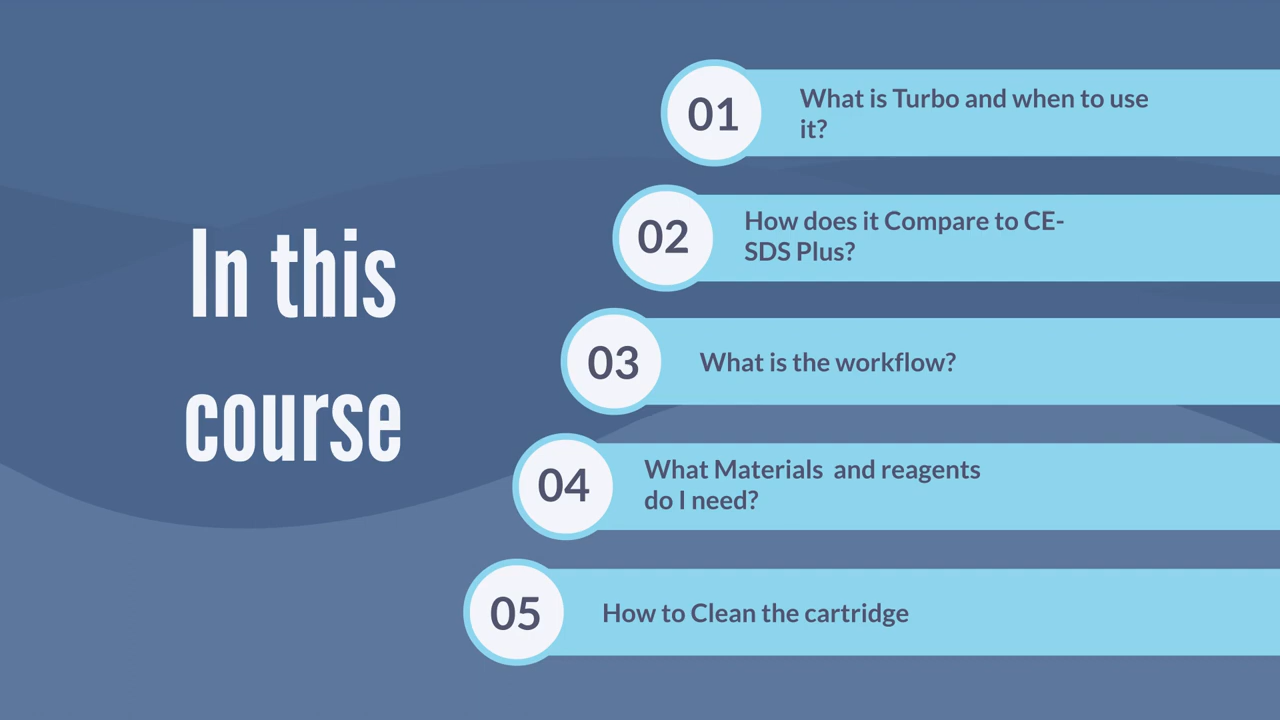 In this
course
01
What is Turbo and when to use
it?
02
How does it Compare to CE-
SDS Plus?
03
What is the workflow?
04
What Materials  and reagents
do I need?
05
How to Clean the cartridge